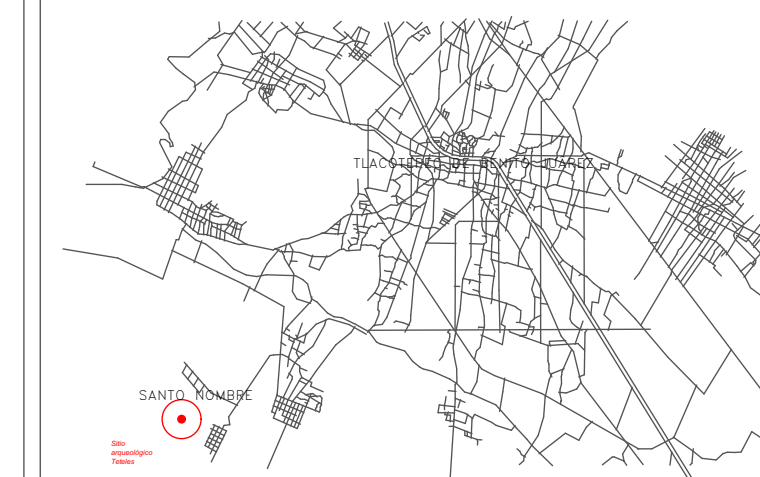 TLACOTEPEC DE BENITO JUAREZ
SANTO NOMBRE
Sitio
arqueológico
Teteles